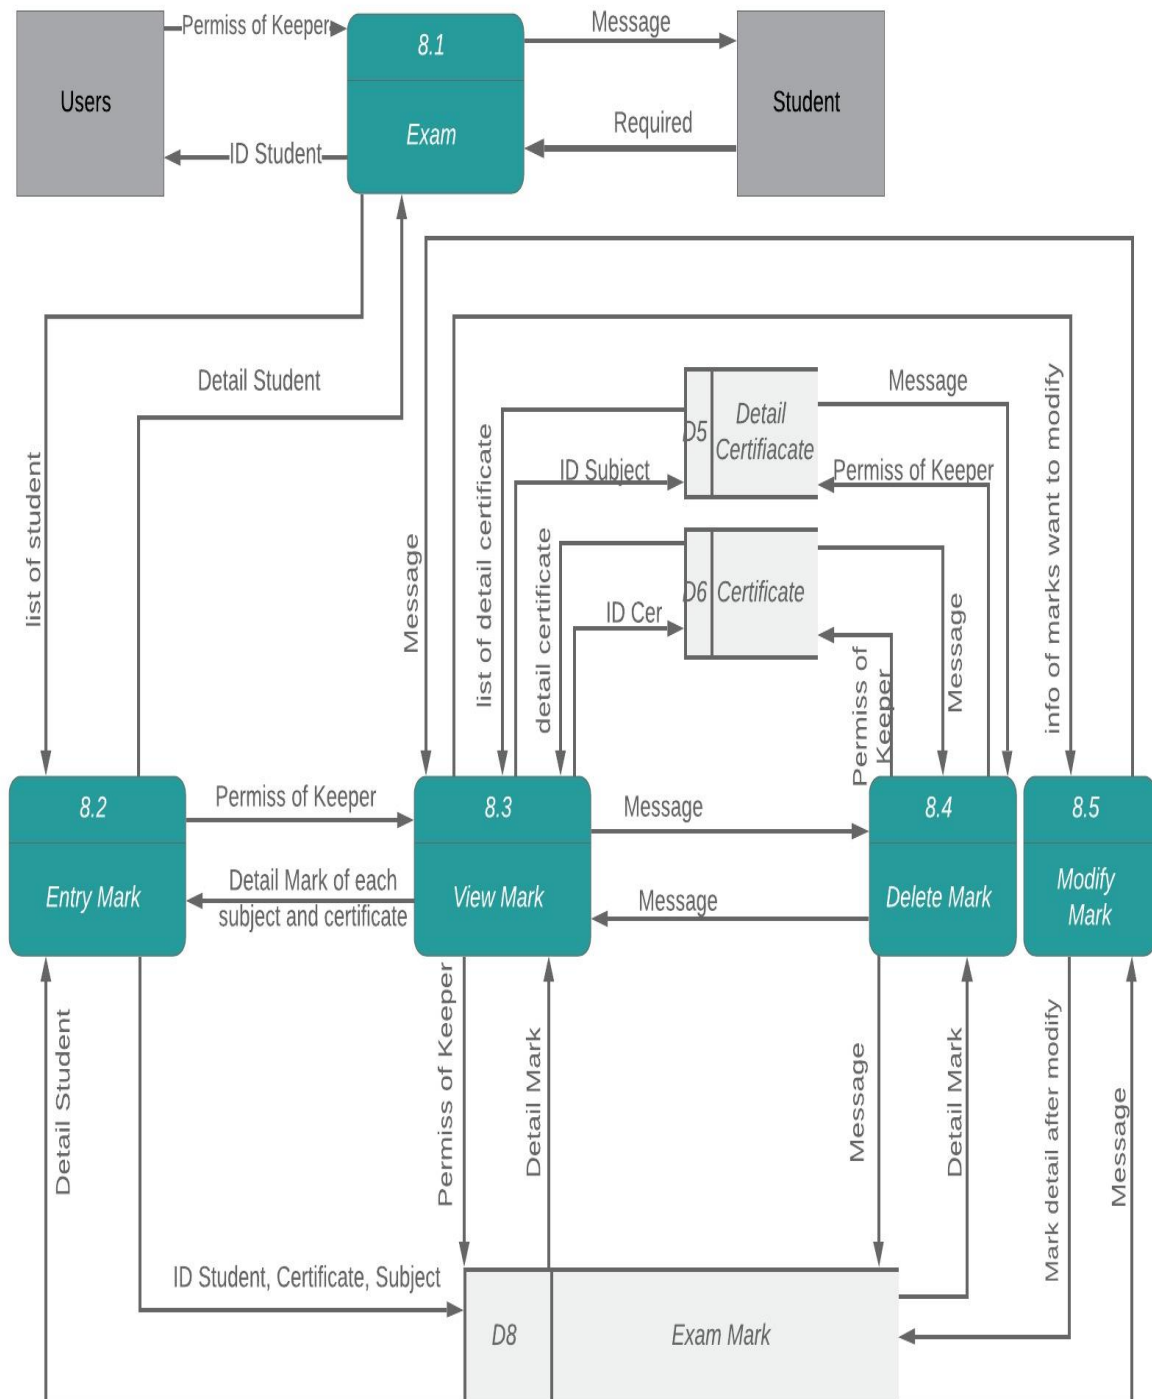 Permiss of Keeper
Message
8.1
Users
Student
Exam
Required
ID Student
Detail Student
list of student
Message
list of detail certificate
ID Subject
D5
Detail
Certifiacate
Message
Permiss of Keeper
info of marks want to modify
detail certificate
ID Cer
D6
Certificate
Permiss of
Keeper
Message
8.2
Entry Mark
Permiss of Keeper
Detail Mark of each
subject and certificate
8.3
View Mark
Message
Message
8.4
Delete Mark
8.5
Modify
Mark
Detail Student
Permiss of Keeper
Detail Mark
Message
Detail Mark
Mark detail after modify
Message
ID Student, Certificate, Subject
D8
Exam Mark